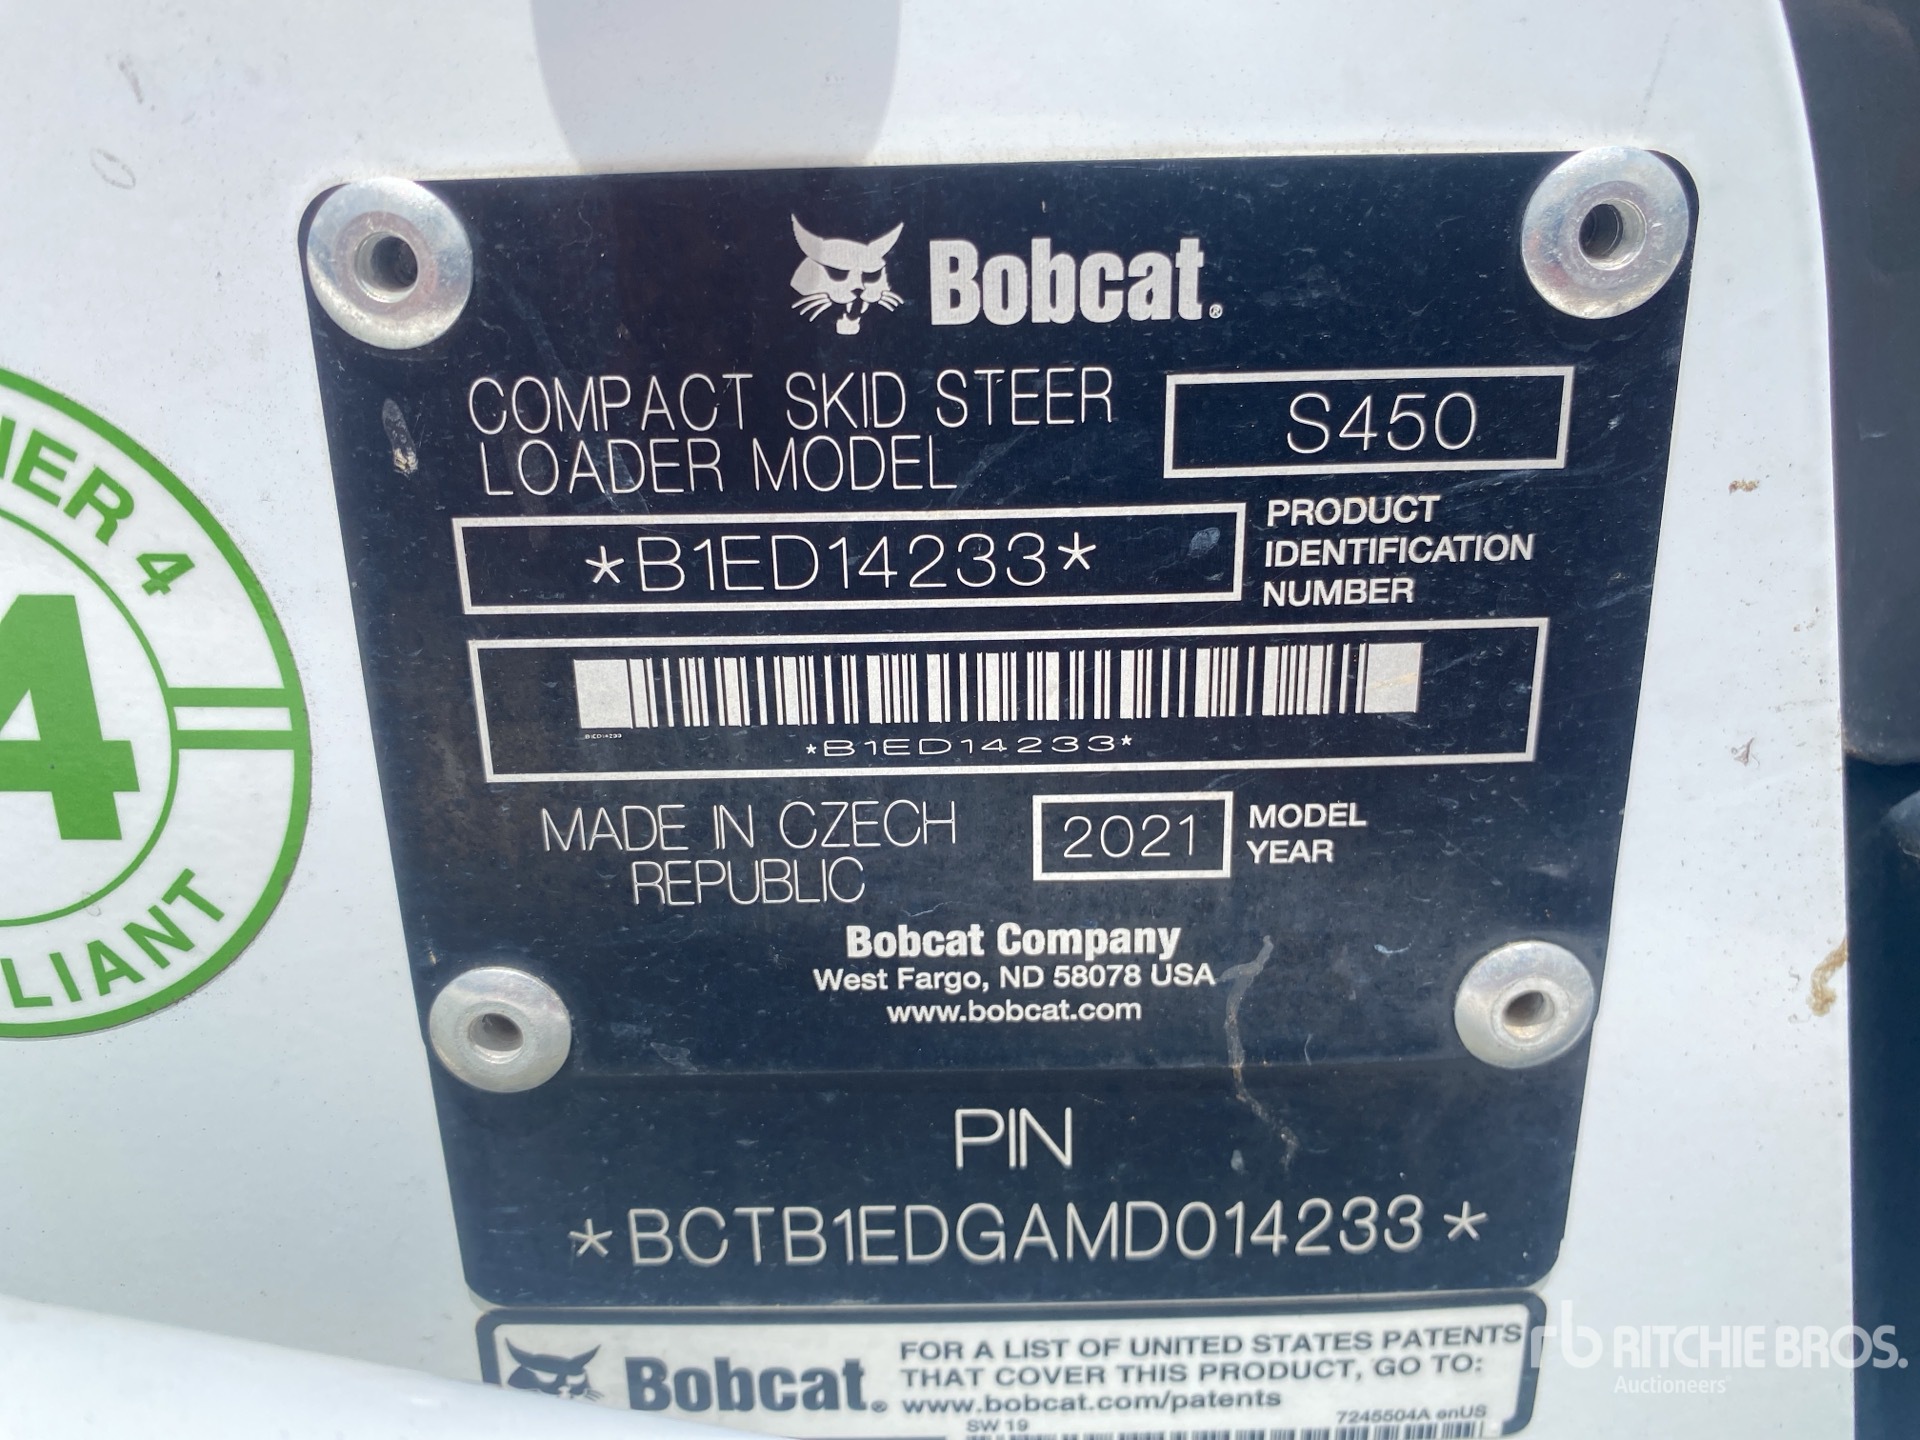 Bobcat®
COMPACT SKID STEER
LOADER MODEL
S450
*B1ED14233*
PRODUCT
IDENTIFICATION
NUMBER
B1ED14233
*B1ED14233*
MADE IN CZECH
REPUBLIC
2021
MODEL
YEAR
Bobcat Company
West Fargo, ND 58078 USA
www.bobcat.com
PIN
*BCTB1EDGAMD014233*
Bobcat®
FOR A LIST OF UNITED STATES PATENTS
THAT COVER THIS PRODUCT, GO TO:
www.bobcat.com/patents
SW 19
7245504A enUS
IER 4
4
LIANT
rb RITCHIE BROS.
Auctioneers